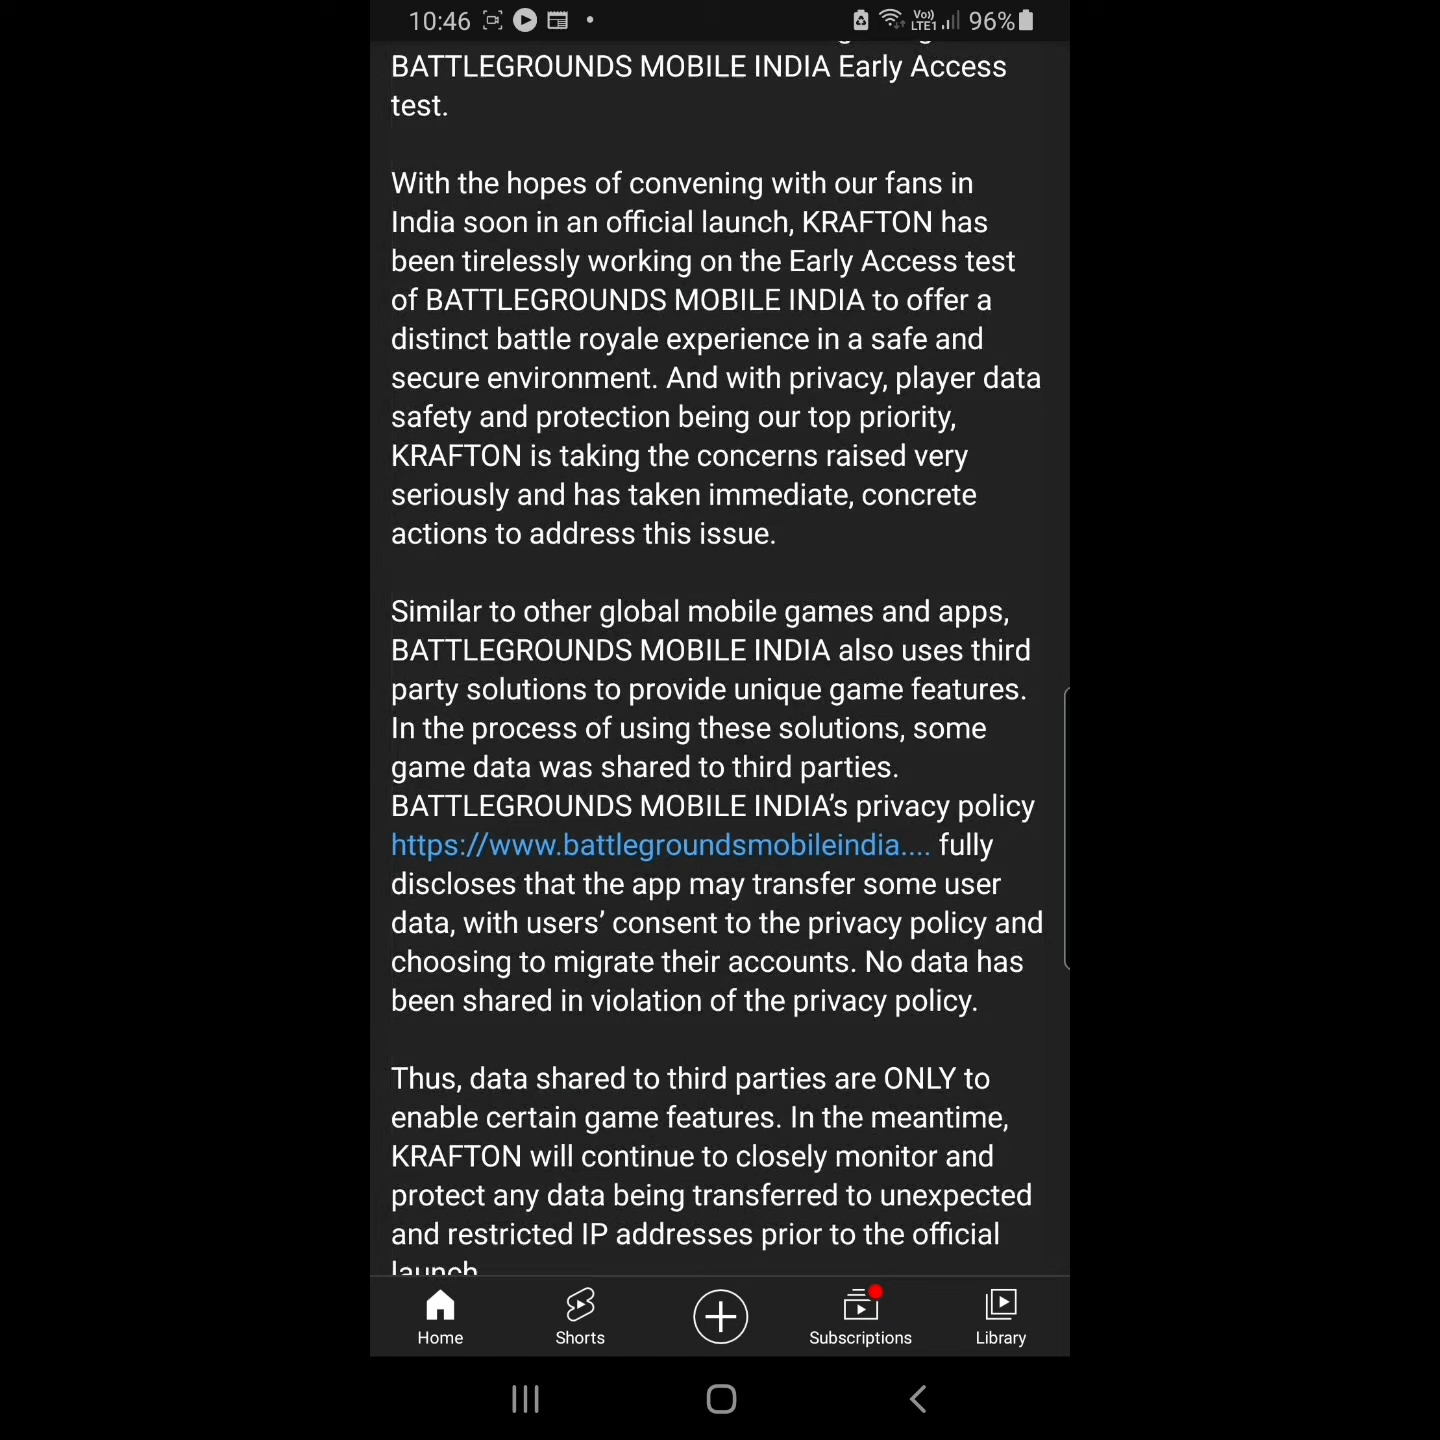 10:46
Vo)) LTE1 96%
BATTLEGROUNDS MOBILE INDIA Early Access
test.
With the hopes of convening with our fans in
India soon in an official launch, KRAFTON has
been tirelessly working on the Early Access test
of BATTLEGROUNDS MOBILE INDIA to offer a
distinct battle royale experience in a safe and
secure environment. And with privacy, player data
safety and protection being our top priority,
KRAFTON is taking the concerns raised very
seriously and has taken immediate, concrete
actions to address this issue.
Similar to other global mobile games and apps,
BATTLEGROUNDS MOBILE INDIA also uses third
party solutions to provide unique game features.
In the process of using these solutions, some
game data was shared to third parties.
BATTLEGROUNDS MOBILE INDIA’s privacy policy
https://www.battlegroundsmobileindia.... fully
discloses that the app may transfer some user
data, with users’ consent to the privacy policy and
choosing to migrate their accounts. No data has
been shared in violation of the privacy policy.
Thus, data shared to third parties are ONLY to
enable certain game features. In the meantime,
KRAFTON will continue to closely monitor and
protect any data being transferred to unexpected
and restricted IP addresses prior to the official
launch
Home Shorts Subscriptions Library